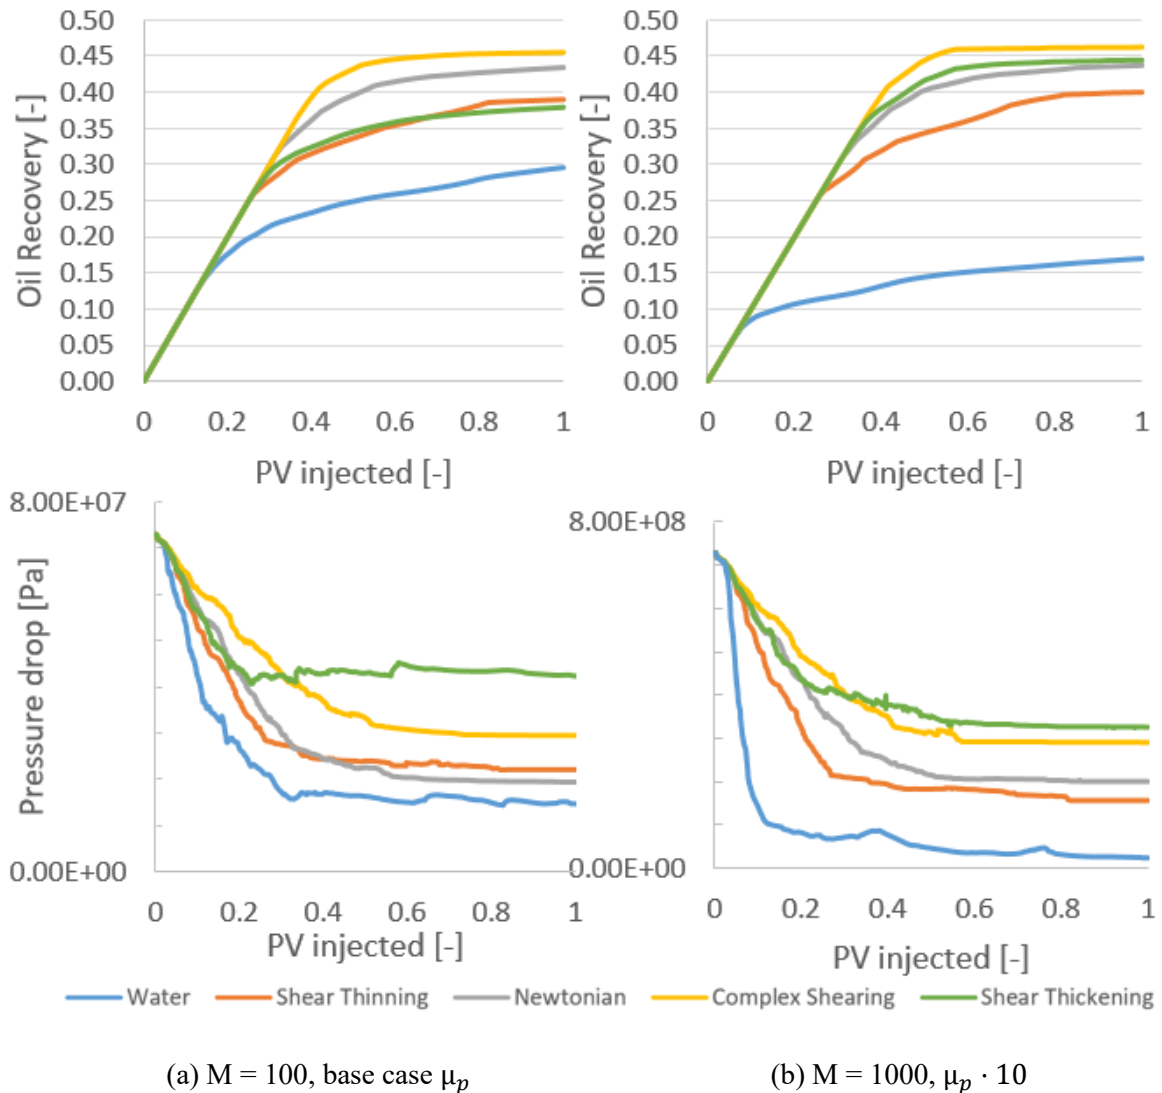 0.50
0.45
0.40
0.35
0.30
0.25
0.20
0.15
0.10
0.05
0.00
Oil Recovery [-]
0 0.2 0.4 0.6 0.8 1
PV injected [-]
0.50
0.45
0.40
0.35
0.30
0.25
0.20
0.15
0.10
0.05
0.00
Oil Recovery [-]
0 0.2 0.4 0.6 0.8 1
PV injected [-]
8.00E+07
Pressure drop [Pa]
0.00E+00
0 0.2 0.4 0.6 0.8 1
PV injected [-]
8.00E+08
0.00E+00
0 0.2 0.4 0.6 0.8 1
PV injected [-]
Water Shear Thinning Newtonian Complex Shearing Shear Thickening
(a) M = 100, base case μₚ
(b) M = 1000, μₚ · 10